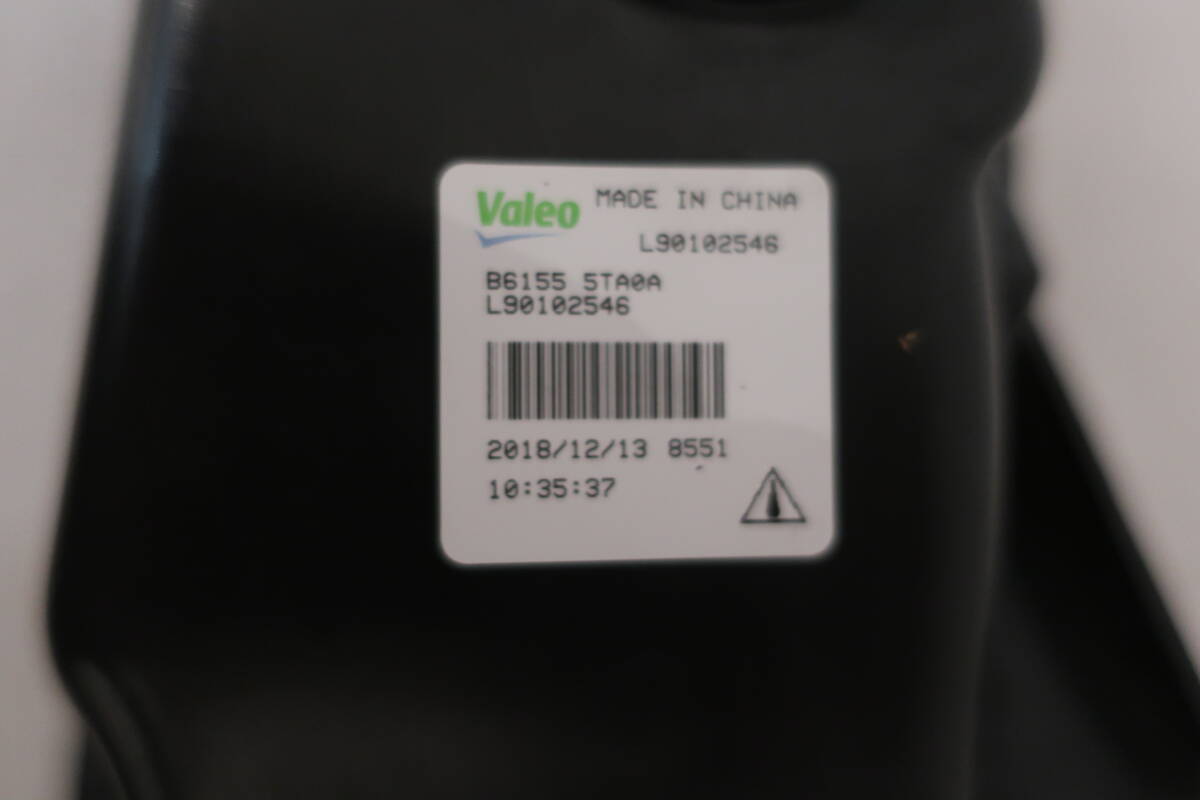 Valeo MADE IN CHINA
L90102546
B6155 5TA0A
L90102546
2018/12/13 8551
10:35:37